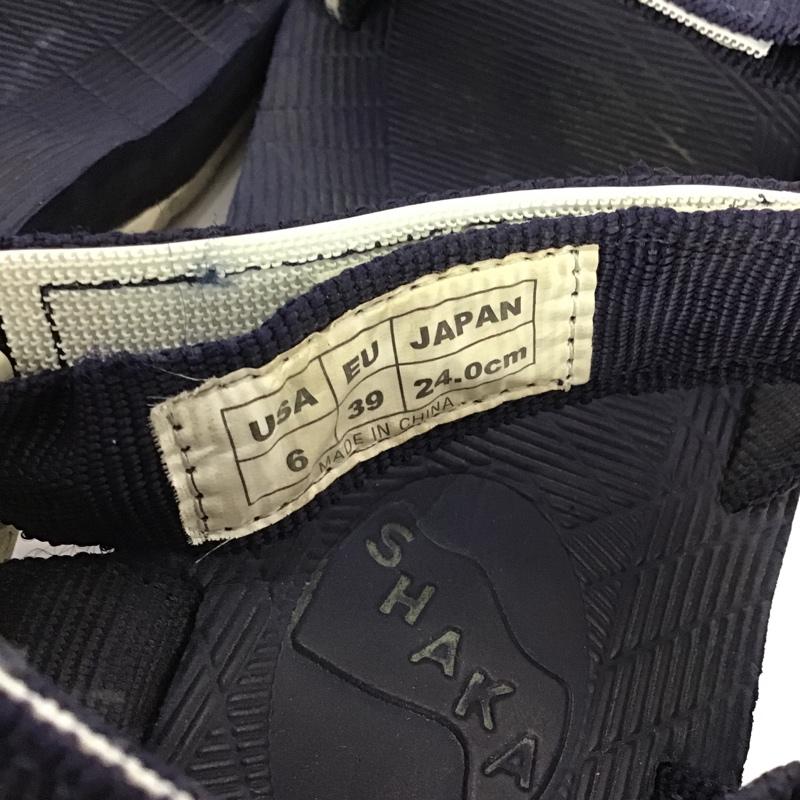 USA EU JAPAN
6 39 24.0cm
MADE IN CHINA
SHAKA